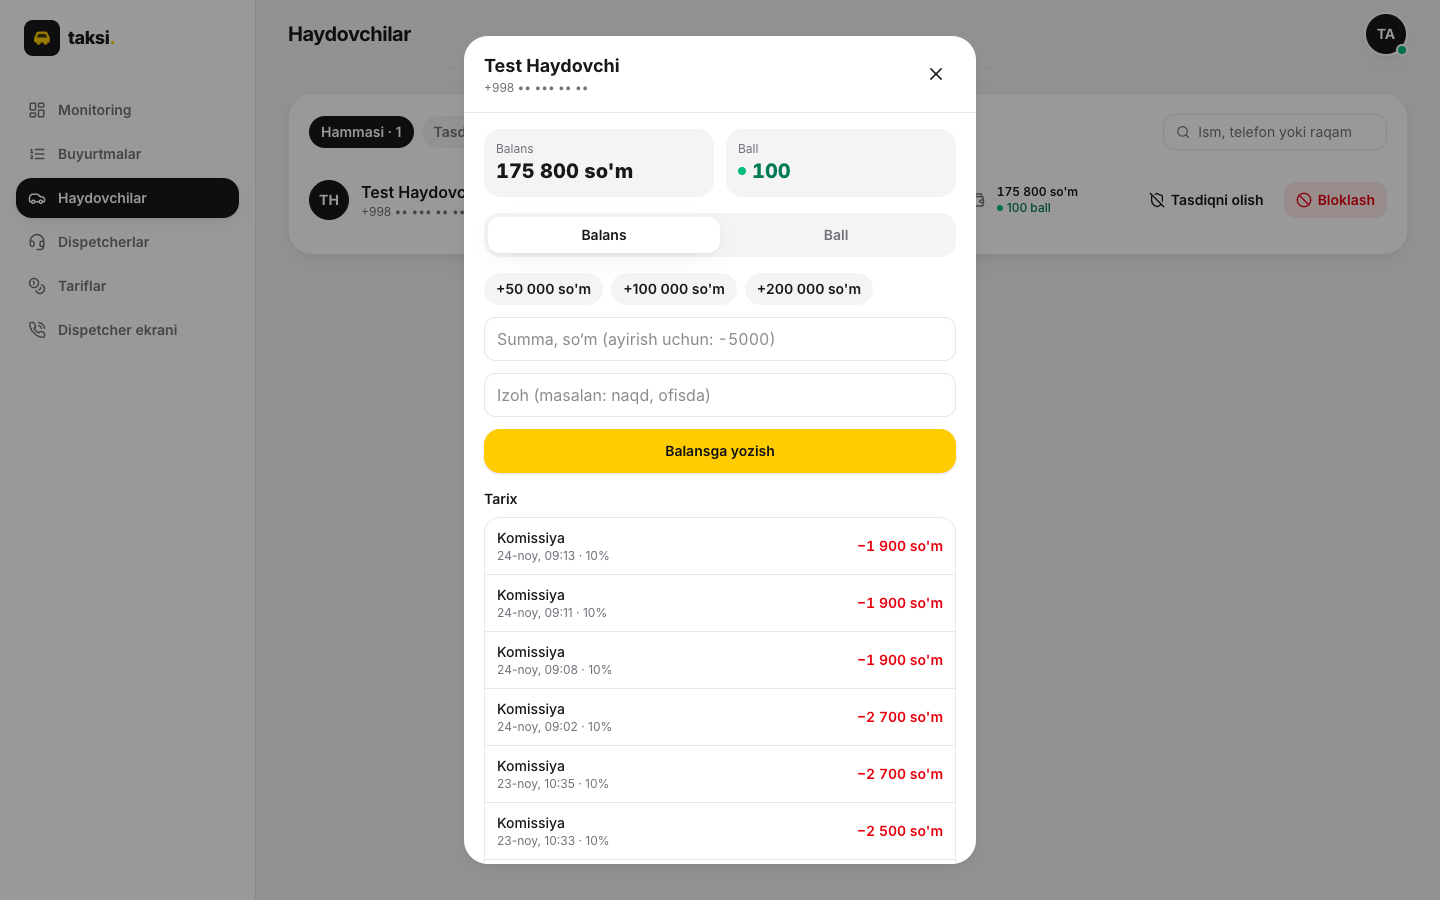 taksi.
Monitoring
Buyurtmalar
Haydovchilar
Dispetcherlar
Tariflar
Dispetcher ekrani
Haydovchilar
TA
Hammasi · 1
Ism, telefon yoki raqam
TH
+998 •• ••• •• ••
175 800 so'm
100 ball
Tasdiqni olish
Bloklash
Test Haydovchi
+998 •• ••• •• ••
Balans
175 800 so'm
Ball
100
Balans
Ball
+50 000 so'm
+100 000 so'm
+200 000 so'm
Summa, so‘m (ayirish uchun: -5000)
Izoh (masalan: naqd, ofisda)
Balansga yozish
Tarix
Komissiya
24-noy, 09:13 · 10%
−1 900 so'm
Komissiya
24-noy, 09:11 · 10%
−1 900 so'm
Komissiya
24-noy, 09:08 · 10%
−1 900 so'm
Komissiya
24-noy, 09:02 · 10%
−2 700 so'm
Komissiya
23-noy, 10:35 · 10%
−2 700 so'm
Komissiya
23-noy, 10:33 · 10%
−2 500 so'm